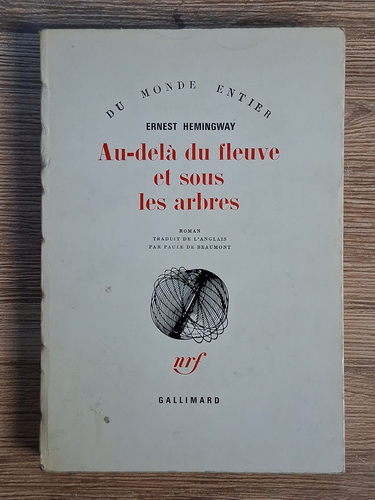 DU MONDE ENTIER
ERNEST HEMINGWAY
Au-delà du fleuve
et sous
les arbres
ROMAN
TRADUIT DE L'ANGLAIS
PAR PAULE DE BEAUMONT
nrf
GALLIMARD